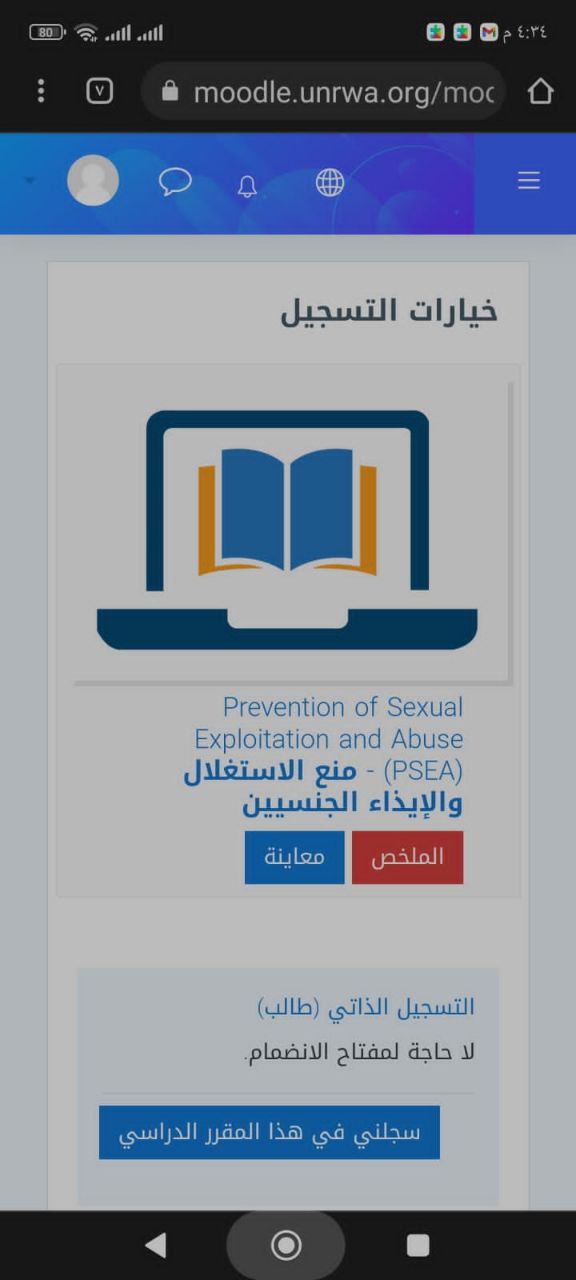 80
٤:٣٤ م
moodle.unrwa.org/moc
خيارات التسجيل
Prevention of Sexual
Exploitation and Abuse
(PSEA) - منع الاستغلال
والإيذاء الجنسيين
الملخص
معاينة
التسجيل الذاتي (طالب)
لا حاجة لمفتاح الانضمام.
سجلني في هذا المقرر الدراسي